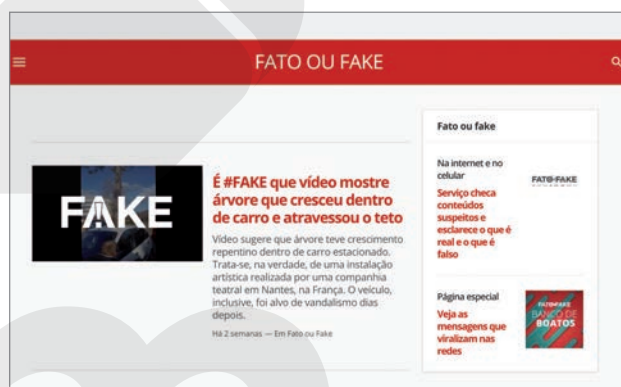 FATO OU FAKE
FAKE
É #FAKE que vídeo mostre
árvore que cresceu dentro
de carro e atravessou o teto
Vídeo sugere que árvore teve crescimento
repentino dentro de carro estacionado.
Trata-se, na verdade, de uma instalação
artística realizada por uma companhia
teatral em Nantes, na França. O veículo,
inclusive, foi alvo de vandalismo dias
depois.
Há 2 semanas — Em Fato ou Fake
Fato ou fake
Na internet e no
celular
Serviço checa
conteúdos
suspeitos e
esclarece o que é
real e o que é
falso
FATO FAKE
Página especial
Veja as
mensagens que
viralizam nas
redes
FATO FAKE
BANCO DE
BOATOS